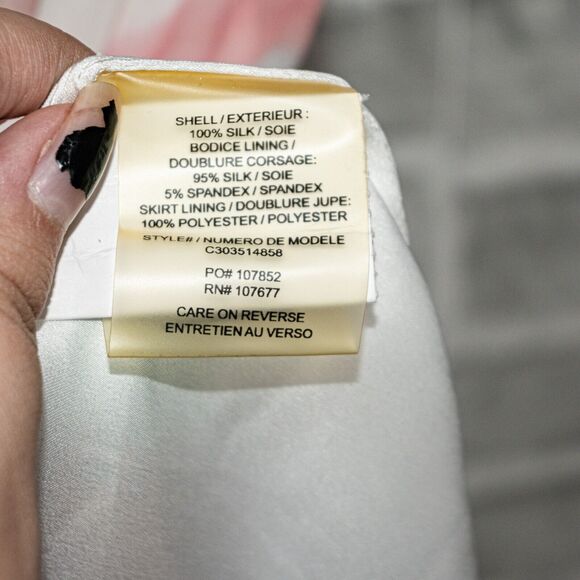 SHELL / EXTERIEUR :
100% SILK / SOIE
BODICE LINING /
DOUBLURE CORSAGE:
95% SILK / SOIE
5% SPANDEX / SPANDEX
SKIRT LINING / DOUBLURE JUPE:
100% POLYESTER / POLYESTER
STYLE# / NUMERO DE MODELE
C303514858
PO# 107852
RN# 107677
CARE ON REVERSE
ENTRETIEN AU VERSO